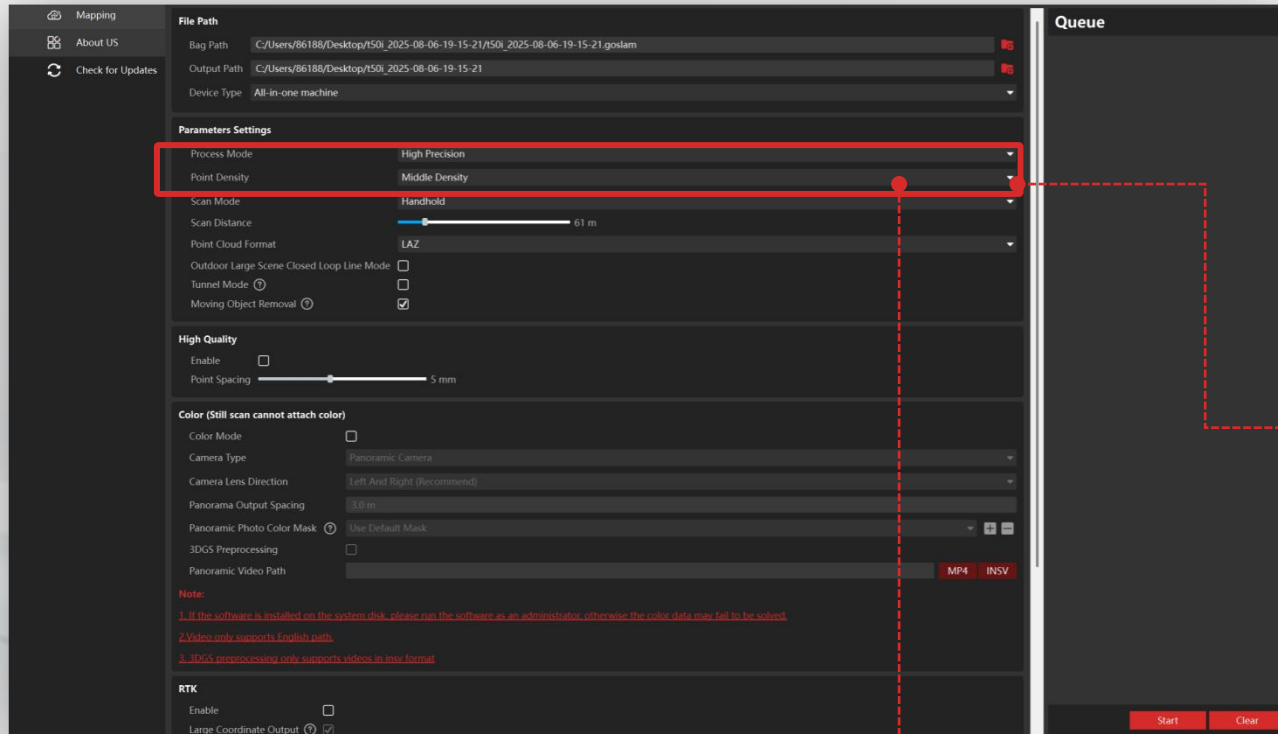 Mapping
About US
Check for Updates
File Path
Bag Path C:/Users/86188/Desktop/t50i_2025-08-06-19-15-21/t50i_2025-08-06-19-15-21.goslam
Output Path C:/Users/86188/Desktop/t50i_2025-08-06-19-15-21
Device Type All-in-one machine
Parameters Settings
Process Mode High Precision
Point Density Middle Density
Scan Mode Handhold
Scan Distance 61 m
Point Cloud Format LAZ
Outdoor Large Scene Closed Loop Line Mode
Tunnel Mode ?
Moving Object Removal ?
High Quality
Enable
Point Spacing 5 mm
Color (Still scan cannot attach color)
Color Mode
Camera Type Panoramic Camera
Camera Lens Direction Left And Right (Recommend)
Panorama Output Spacing 3.0 m
Panoramic Photo Color Mask ? Use Default Mask
3DGS Preprocessing
Panoramic Video Path MP4 INSV
Note:
1. If the software is installed on the system disk, please run the software as an administrator, otherwise the color data may fail to be solved.
2.Video only supports English path.
3. 3DGS preprocessing only supports videos in insv format
RTK
Enable
Large Coordinate Output ?
Queue
Start Clear